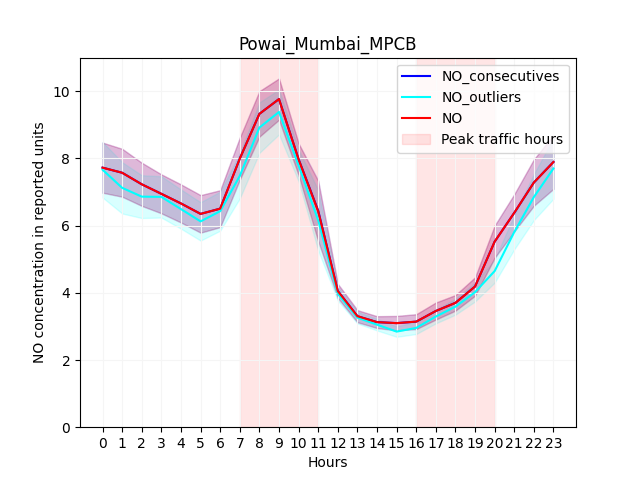 Powai_Mumbai_MPCB
NO_consecutives
NO_outliers
NO
Peak traffic hours
NO concentration in reported units
10
8
6
4
2
0
0 1 2 3 4 5 6 7 8 9 10 11 12 13 14 15 16 17 18 19 20 21 22 23
Hours